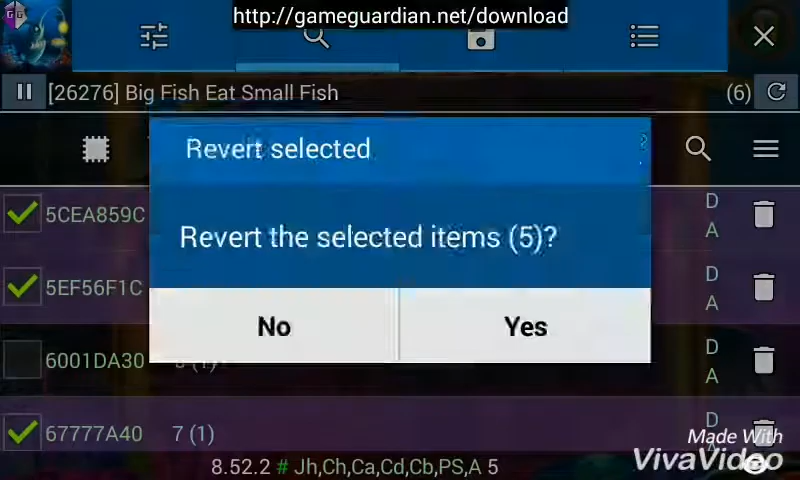 http://gameguardian.net/download
[26276] Big Fish Eat Small Fish (6)
Revert selected
?
5CEA859C D
A
Revert the selected items (5)?
5EF56F1C D
A
No Yes
6001DA30 D
A
67777A40 7 (1) D
Made With
VivaVideo
8.52.2 # Jh,Ch,Ca,Cd,Cb,PS,A 5